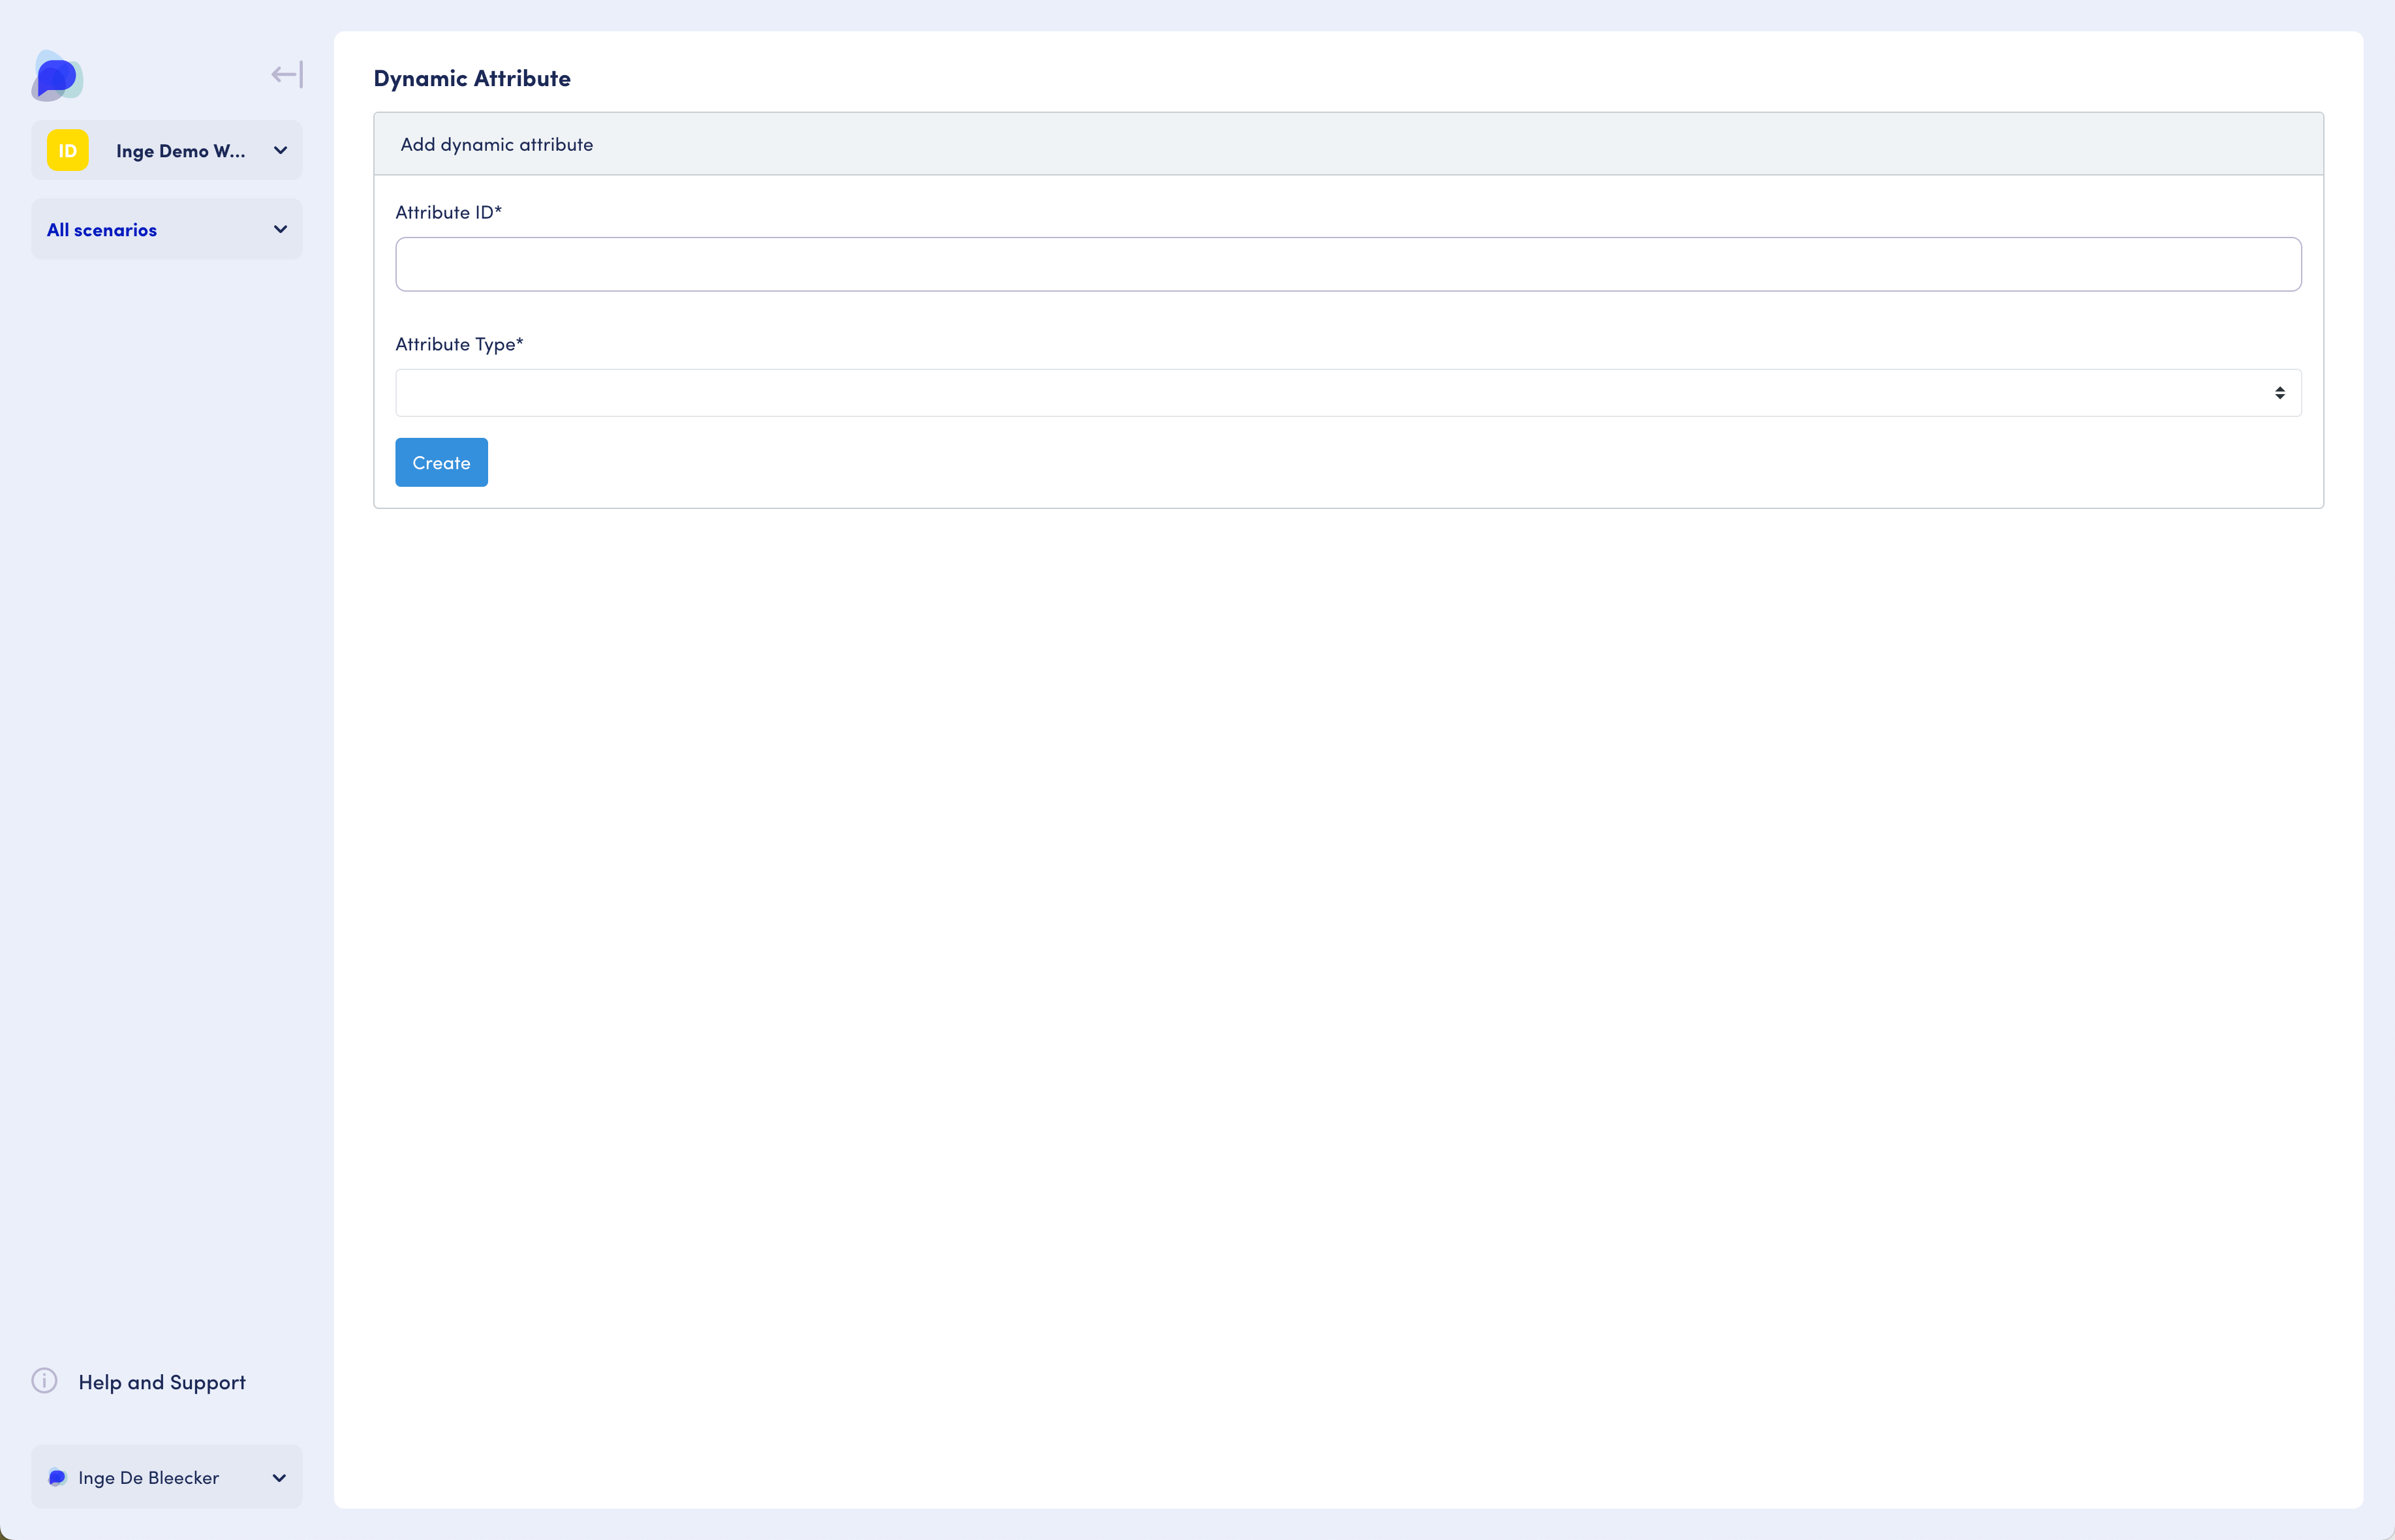 ID
Inge Demo W...
All scenarios
Dynamic Attribute
Add dynamic attribute
Attribute ID*
Attribute Type*
Create
Help and Support
Inge De Bleecker